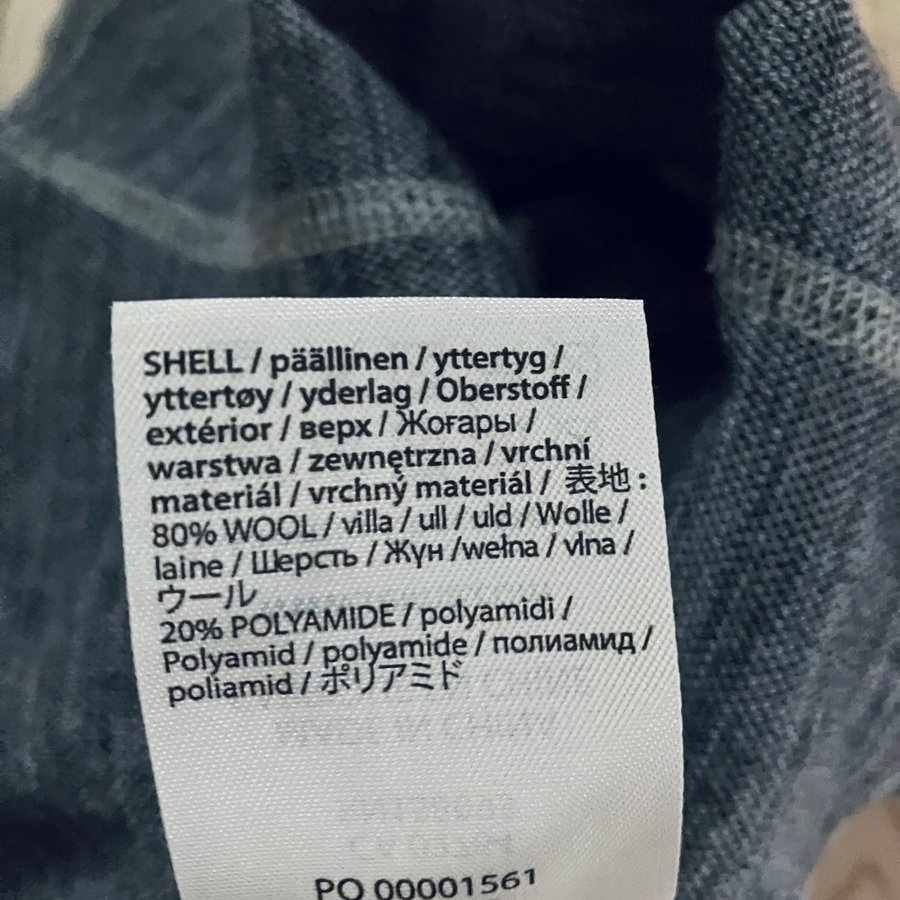 SHELL / päällinen / yttertyg /
yttertøy / yderlag / Oberstoff /
extérior / верх / Жоғары /
warstwa / zewnętrzna / vrchní
materiál / vrchný materiál / 表地 :
80% WOOL / villa / ull / uld / Wolle /
laine / Шерсть / Жүн /wełna / vlna /
ウール
20% POLYAMIDE / polyamidi /
Polyamid / polyamide / полиамид /
poliamid / ポリアミド
PO 00001561